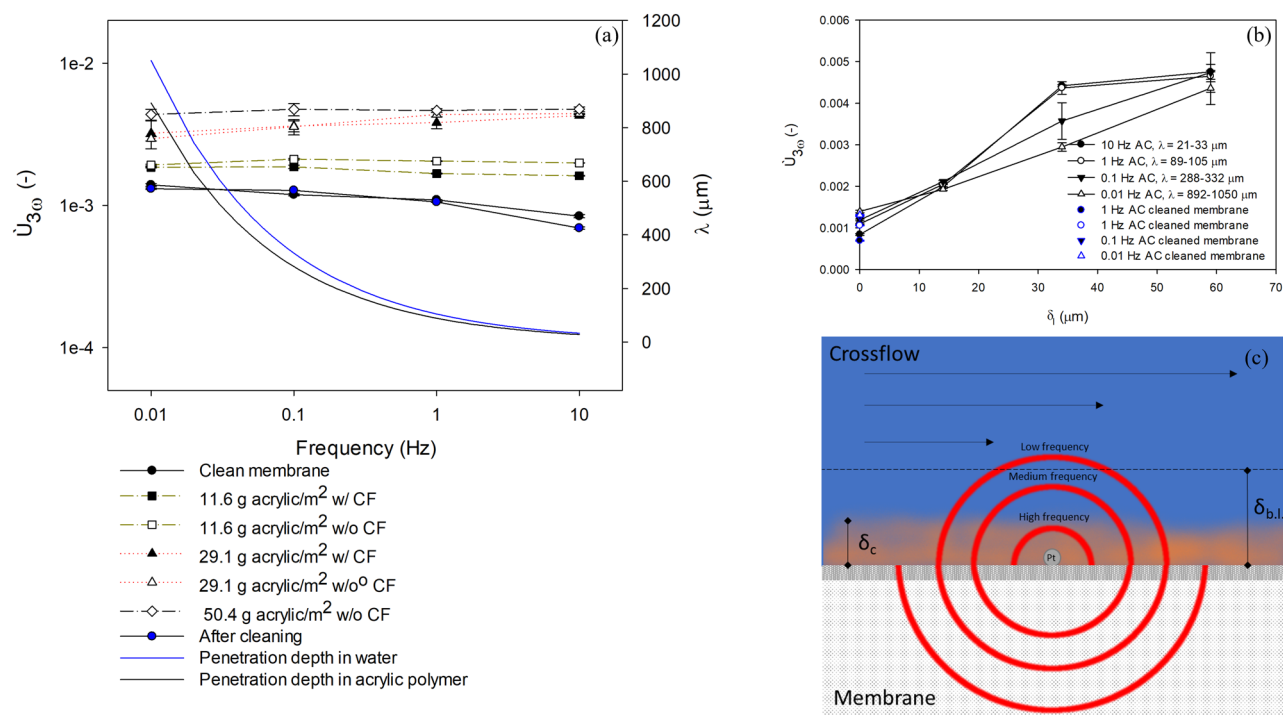 (a)
1200
1e-2
1000
800
1e-3
600
400
200
1e-4
0
Ù3ω (-)
λ (μm)
0.01
0.1
1
10
Frequency (Hz)
Clean membrane
11.6 g acrylic/m² w/ CF
11.6 g acrylic/m² w/o CF
29.1 g acrylic/m² w/ CF
29.1 g acrylic/m² w/o⁰ CF
50.4 g acrylic/m² w/o CF
After cleaning
Penetration depth in water
Penetration depth in acrylic polymer
(b)
0.006
0.005
0.004
0.003
0.002
0.001
0.000
Ù3ω (-)
10 Hz AC, λ = 21-33 μm
1 Hz AC, λ = 89-105 μm
0.1 Hz AC, λ = 288-332 μm
0.01 Hz AC, λ = 892-1050 μm
1 Hz AC cleaned membrane
1 Hz AC cleaned membrane
0.1 Hz AC cleaned membrane
0.01 Hz AC cleaned membrane
0
10
20
30
40
50
60
70
(μm)
Crossflow
(c)
Low frequency
Medium frequency
High frequency
δc
δb.l.
Pt
Membrane